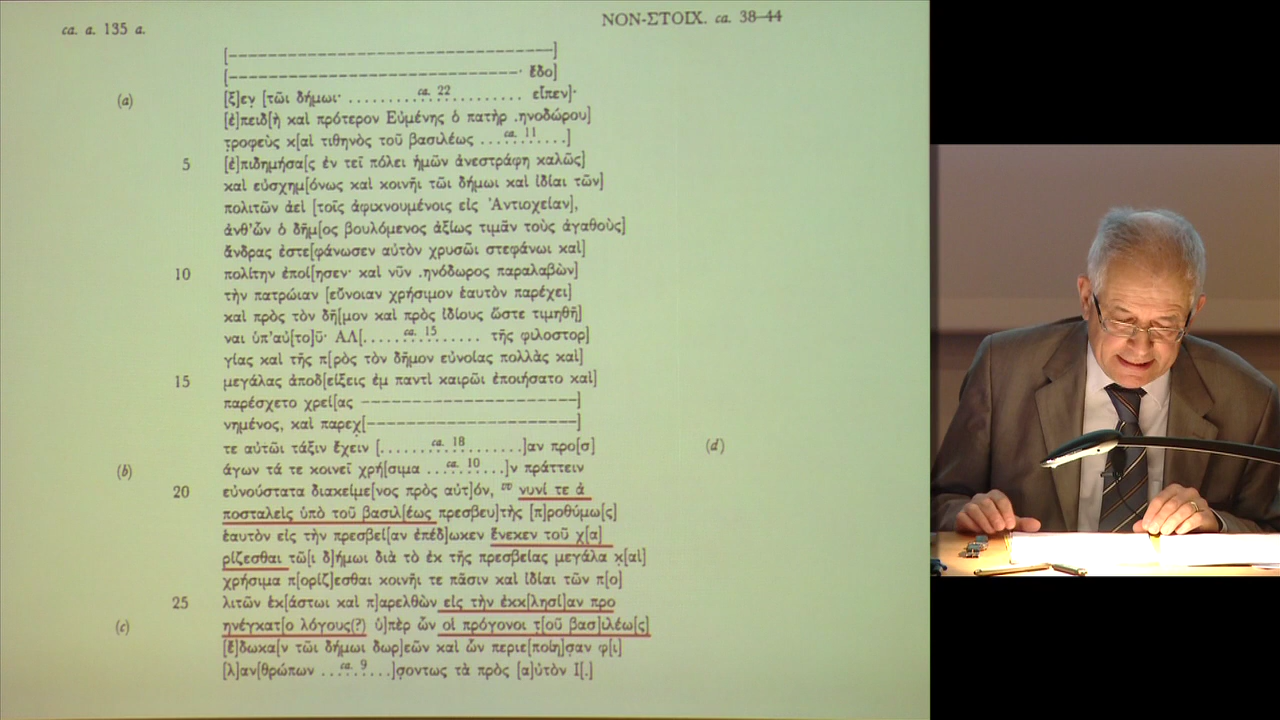 ca. a. 135 a.
NON-ΣΤΟΙΧ. ca. 38–44
[–––––––––––––––––––––––––––––––]
[–––––––––––––––––––––––––––· ἔδο]
(a) [ξ]εν̣ [τῶι δήμωι· ........ca. 22........ εἶπεν]·
[ἐ]πειδ[ὴ καὶ πρότερον Εὐμένης ὁ πατὴρ .ηνοδώρου]
τ̣ροφεὺς κ[αὶ τιθηνὸς τοῦ βασιλέως ...ca. 11...]
5 [ἐ]πιδημήσα[ς ἐν τεῖ πόλει ἡμῶν ἀνεστράφη καλῶς]
καὶ εὐσχημ[όνως καὶ κοινῆι τῶι δήμωι καὶ ἰδίαι τῶν]
πολιτῶν ἀεὶ [τοῖς ἀφικνουμένοις εἰς Ἀντιοχείαν],
ἀνθ'ὧν ὁ δῆμ[ος βουλόμενος ἀξίως τιμᾶν τοὺς ἀγαθοὺς]
ἄνδρας ἐστε[φάνωσεν αὐτὸν χρυσῶι στεφάνωι καὶ]
10 πολίτην ἐποί[ησεν· καὶ νῦν .ηνόδωρος παραλαβὼν]
τὴν πατρώιαν [εὔνοιαν χρήσιμον ἑαυτὸν παρέχει]
καὶ πρὸς τὸν δῆ[μον καὶ πρὸς ἰδίους ὥστε τιμηθῆ]
ναι ὑπ'αὐ[το]ῦ· ΑΛ[.....ca. 15..... τῆς φιλοστορ]
γίας καὶ τῆς π[ρὸς τὸν δῆμον εὐνοίας πολλὰς καὶ]
15 μεγάλας ἀποδ[είξεις ἐμ παντὶ καιρῶι ἐποιήσατο καὶ]
παρέσχετο χρεί[ας –––––––––––––––––––––]
νημένος, καὶ παρεχ̣[––––––––––––––––––––]
τε αὐτῶι τάξιν ἔχειν [......ca. 18......]αν προ[σ] (d)
(b) άγων τά τε κοινεῖ χρή[σιμα ...ca. 10...]ν πράττειν
20 εὐνούστατα διακείμε[νος πρὸς αὐτ]όν, vv νυνί τε ἀ
ποσταλεὶς ὑπὸ τοῦ βασιλ[έως πρεσβευ]τὴς [π]ροθύμω[ς]
ἑαυτὸν εἰς τὴν πρεσβεί[αν ἐπέδ]ωκεν ἕνεκεν τοῦ χ[α]
ρίζεσθαι τῶ[ι δ]ήμωι διὰ τὸ ἐκ τῆς πρεσβείας μεγάλα κ̣[αὶ]
χρήσιμα π[ορίζ]εσθαι κοινῆι τε πᾶσιν καὶ ἰδίαι τῶν π[ο]
25 λιτῶν ἑκ[άστωι καὶ π]αρελθὼν εἰς τὴν ἐκκ[λησί]αν προ
(c) ηνέγκατ[ο λόγους(?) ὑ]πὲρ ὧν οἱ πρόγονοι τ̣[οῦ βασ]ιλέω[ς]
[ἔ]δωκα[ν τῶι δήμωι δωρ]εῶν καὶ ὧν περιε[ποίη]σαν φ[ι]
[λ]αν[θρώπων ...ca. 9...]σ̣οντως τὰ πρὸς [α]ὐτὸν Ι[.]